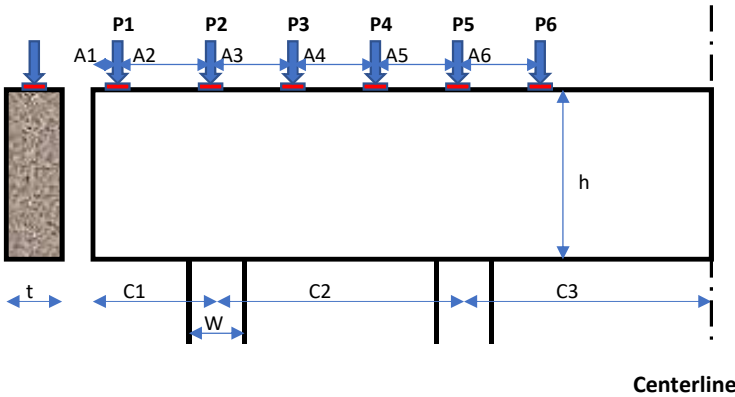 P1 P2 P3 P4 P5 P6
A1 A2 A3 A4 A5 A6
h
t C1 C2 C3
W
Centerline